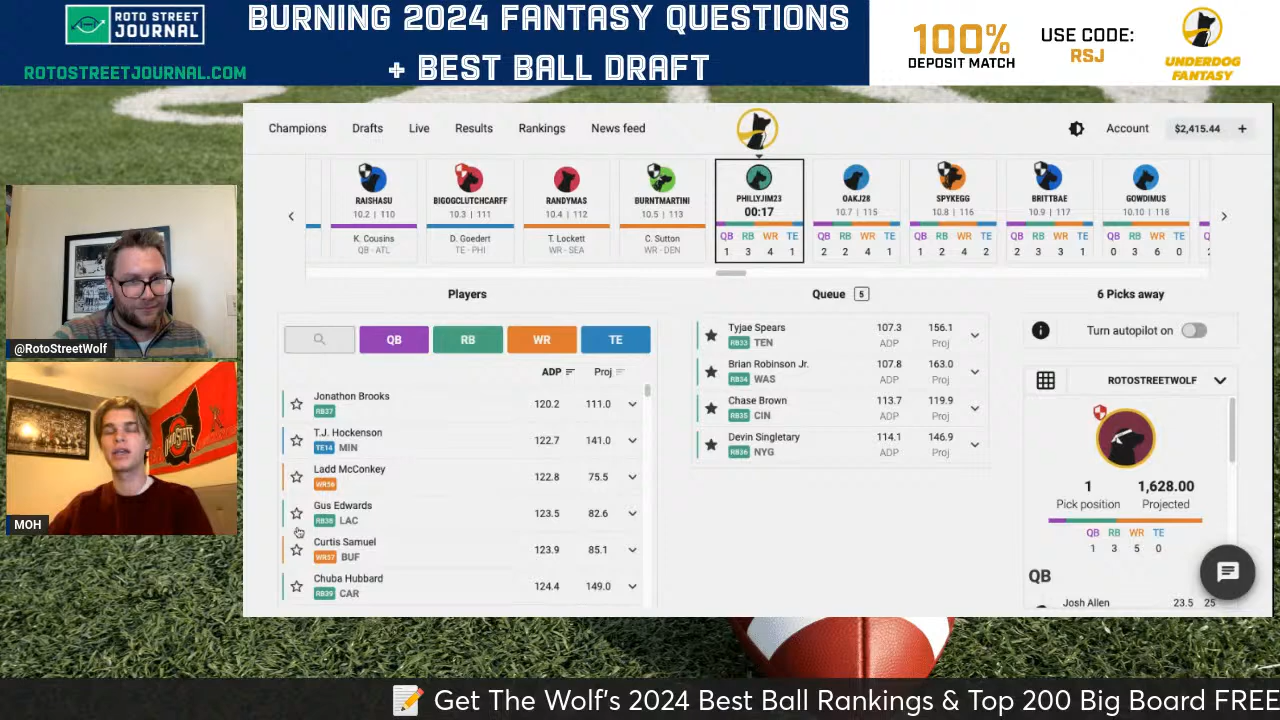 ROTO STREET
JOURNAL
ROTOSTREETJOURNAL.COM
BURNING 2024 FANTASY QUESTIONS
+ BEST BALL DRAFT
100%
DEPOSIT MATCH
USE CODE:
RSJ
UNDERDOG
FANTASY
Champions Drafts Live Results Rankings News feed Account $2,415.44 +
RAISHASU
10.2 | 110
K. Cousins
QB - ATL
BIGOGCLUTCHCARFF
10.3 | 111
D. Goedert
TE - PHI
RANDYMAS
10.4 | 112
T. Lockett
WR - SEA
BURNTMARTINI
10.5 | 113
C. Sutton
WR - DEN
PHILLYJIM23
00:17
QB RB WR TE
1 3 4 1
OAKJ28
10.7 | 115
QB RB WR TE
2 2 4 1
SPYKEGG
10.8 | 116
QB RB WR TE
1 2 4 2
BRITTBAE
10.9 | 117
QB RB WR TE
2 3 3 1
GOWDIMUS
10.10 | 118
QB RB WR TE
0 3 6 0
Players
QB RB WR TE
ADP Proj
Jonathon Brooks
RB37
120.2 111.0
T.J. Hockenson
TE14 MIN
122.7 141.0
Ladd McConkey
WR56
122.8 75.5
Gus Edwards
RB38 LAC
123.5 82.6
Curtis Samuel
WR57 BUF
123.9 85.1
Chuba Hubbard
RB39 CAR
124.4 149.0
Queue 5
Tyjae Spears
RB33 TEN
107.3 156.1
ADP Proj
Brian Robinson Jr.
RB34 WAS
107.8 163.0
ADP Proj
Chase Brown
RB35 CIN
113.7 119.9
ADP Proj
Devin Singletary
RB36 NYG
114.1 146.9
ADP Proj
6 Picks away
Turn autopilot on
ROTOSTREETWOLF
1 1,628.00
Pick position Projected
QB RB WR TE
1 3 5 0
QB
Josh Allen 23.5 25
@RotoStreetWolf
MOH
Get The Wolf's 2024 Best Ball Rankings & Top 200 Big Board FREE